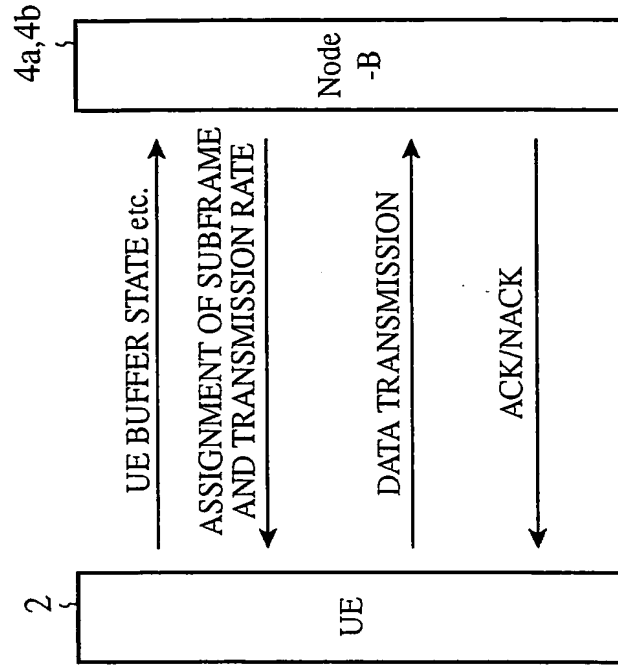 2
4a,4b
UE
Node
-B
UE BUFFER STATE etc.
ASSIGNMENT OF SUBFRAME
AND TRANSMISSION RATE
DATA TRANSMISSION
ACK/NACK